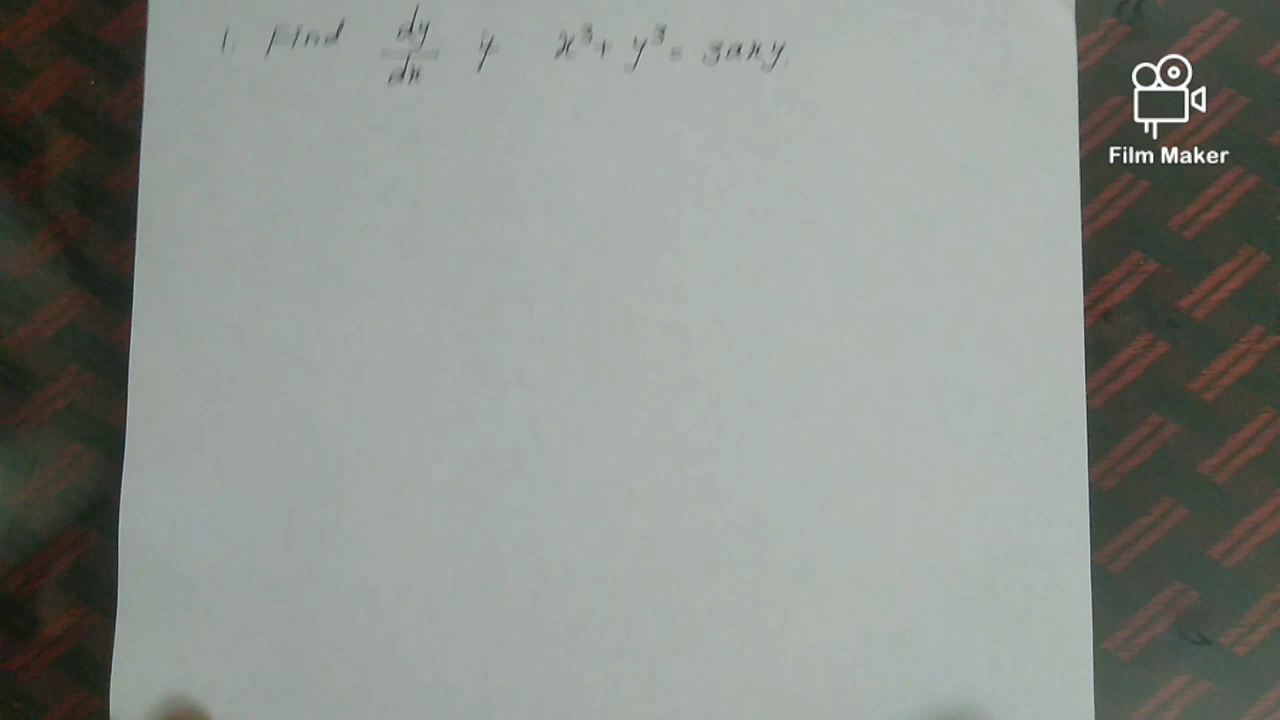 1. Find dy/dx if x³ + y³ = 3axy.
Film Maker